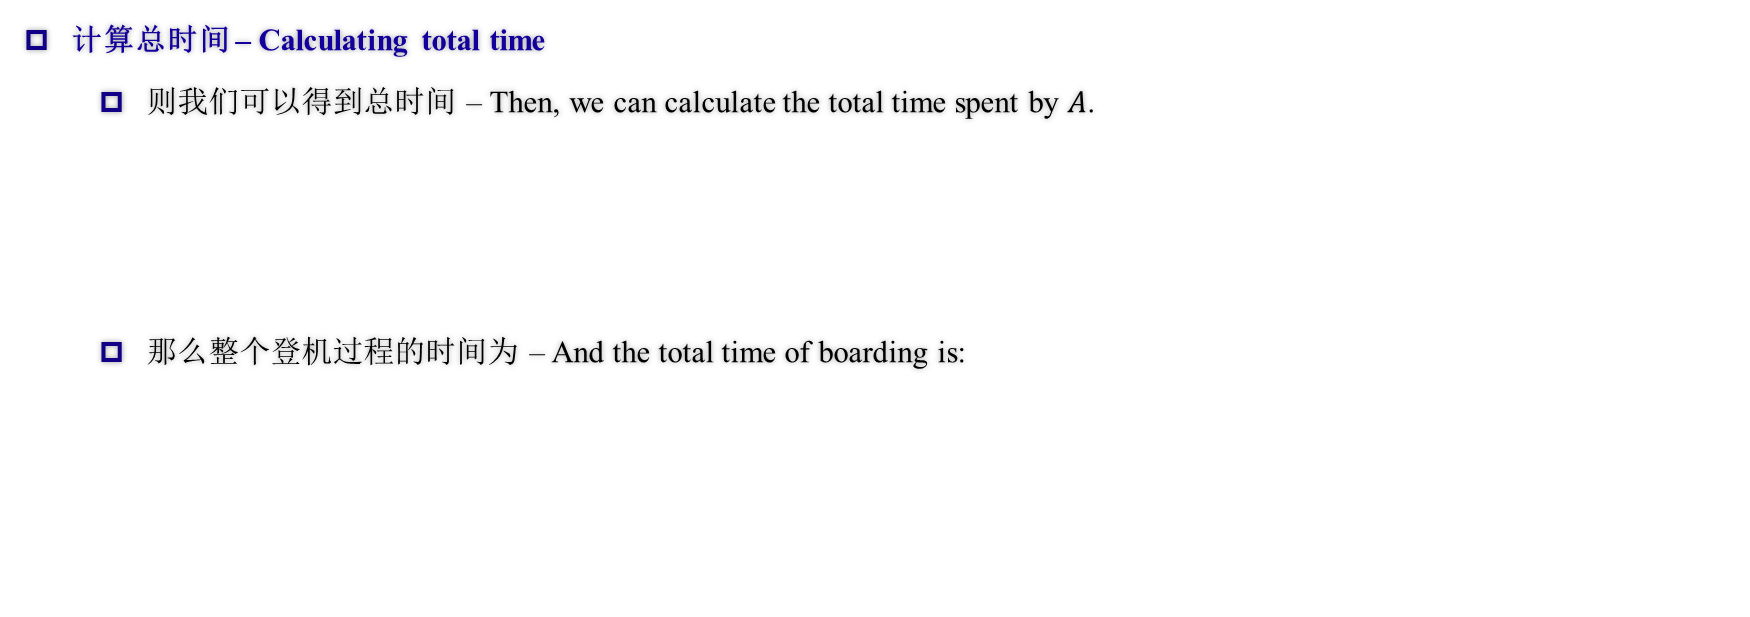 计算总时间 – Calculating total time
则我们可以得到总时间 – Then, we can calculate the total time spent by A.
那么整个登机过程的时间为 – And the total time of boarding is: